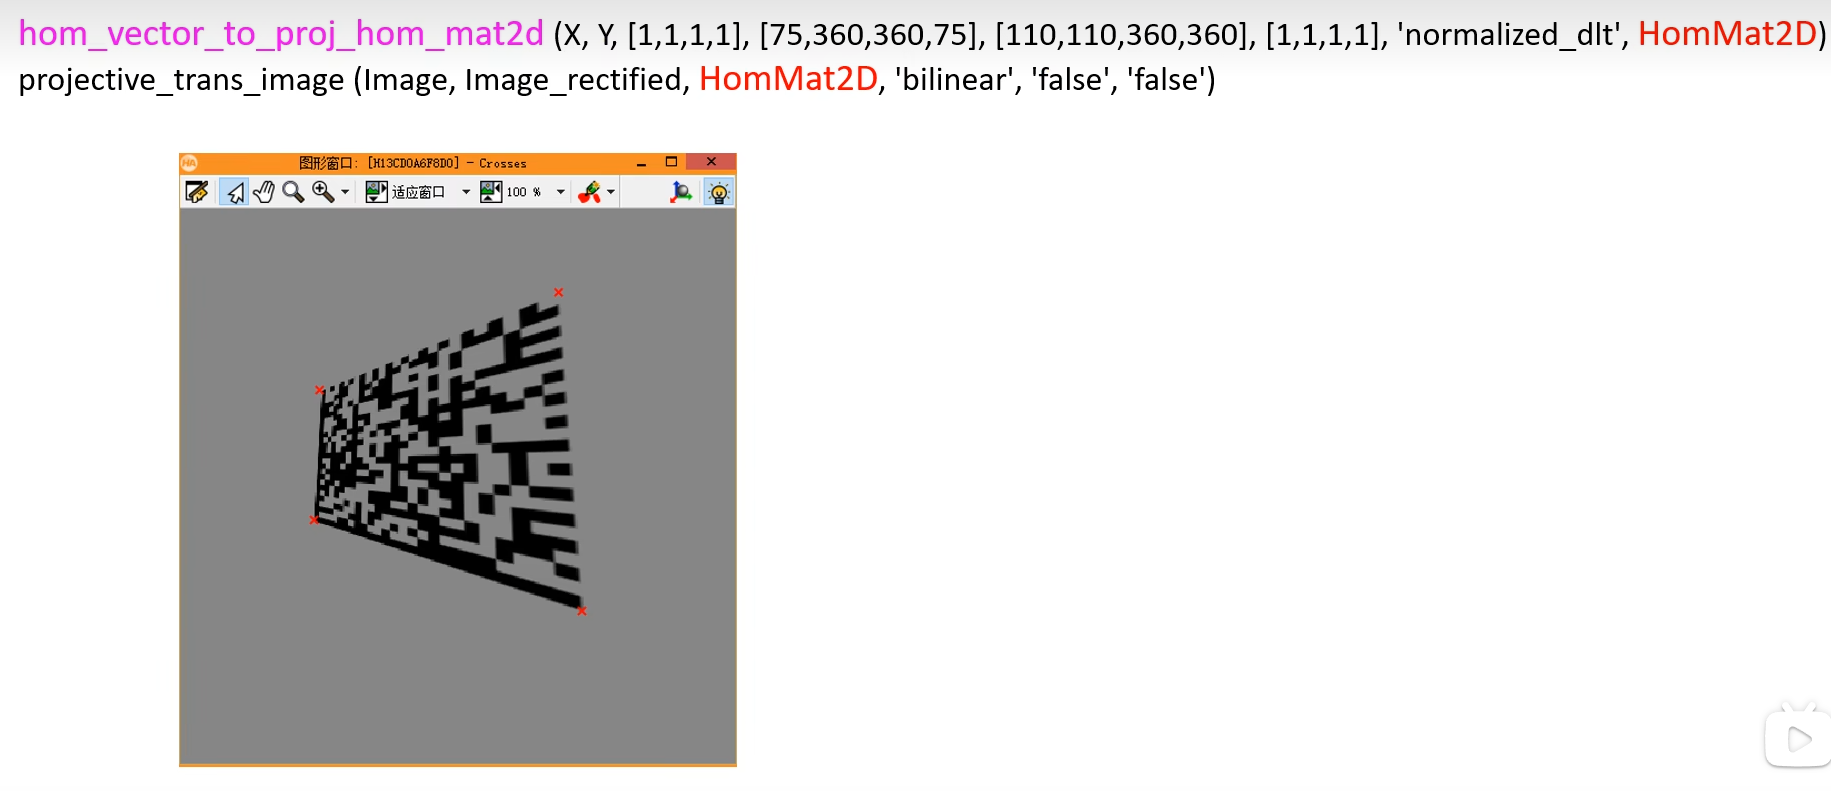 hom_vector_to_proj_hom_mat2d (X, Y, [1,1,1,1], [75,360,360,75], [110,110,360,360], [1,1,1,1], 'normalized_dlt', HomMat2D)
projective_trans_image (Image, Image_rectified, HomMat2D, 'bilinear', 'false', 'false')
HA 图形窗口: [H13CD0A6F8D0] - Crosses
适应窗口 100 %